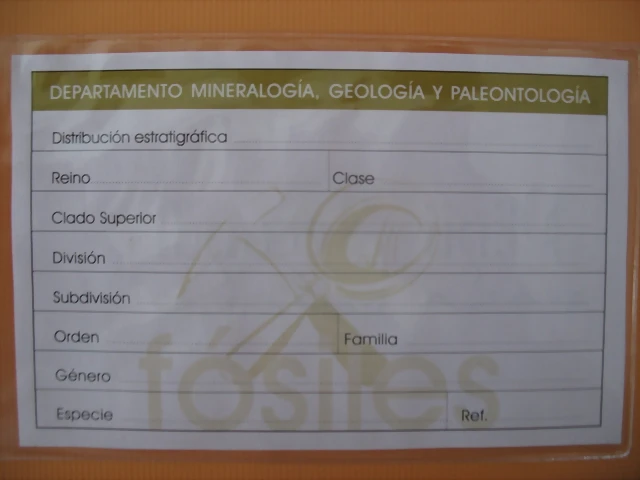 DEPARTAMENTO MINERALOGÍA, GEOLOGÍA Y PALEONTOLOGÍA
Distribución estratigráfica
Reino Clase
Clado Superior
División
Subdivisión
Orden Familia
Género
fósiles
Especie Ref.